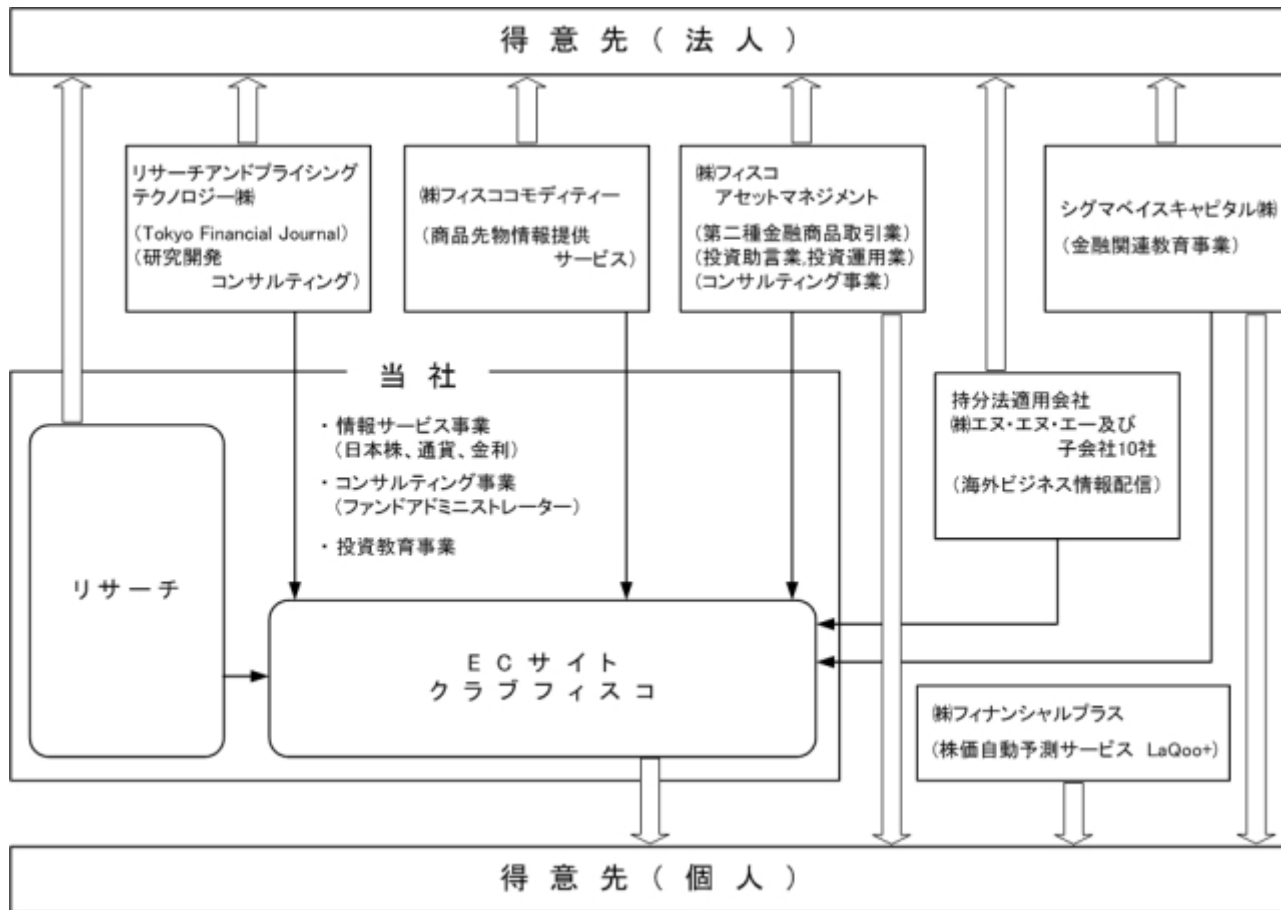 得意先(法人)
リサーチアンドプライシング
テクノロジー㈱
(Tokyo Financial Journal)
(研究開発
コンサルティング)
㈱フィスココモディティー
(商品先物情報提供
サービス)
㈱フィスコ
アセットマネジメント
(第二種金融商品取引業)
(投資助言業,投資運用業)
(コンサルティング事業)
シグマベイスキャピタル㈱
(金融関連教育事業)
当社
・情報サービス事業
(日本株、通貨、金利)
・コンサルティング事業
(ファンドアドミニストレーター)
・投資教育事業
持分法適用会社
㈱エヌ・エヌ・エー及び
子会社10社
(海外ビジネス情報配信)
リサーチ
ECサイト
クラブフィスコ
㈱フィナンシャルプラス
(株価自動予測サービス LaQoo+)
得意先(個人)